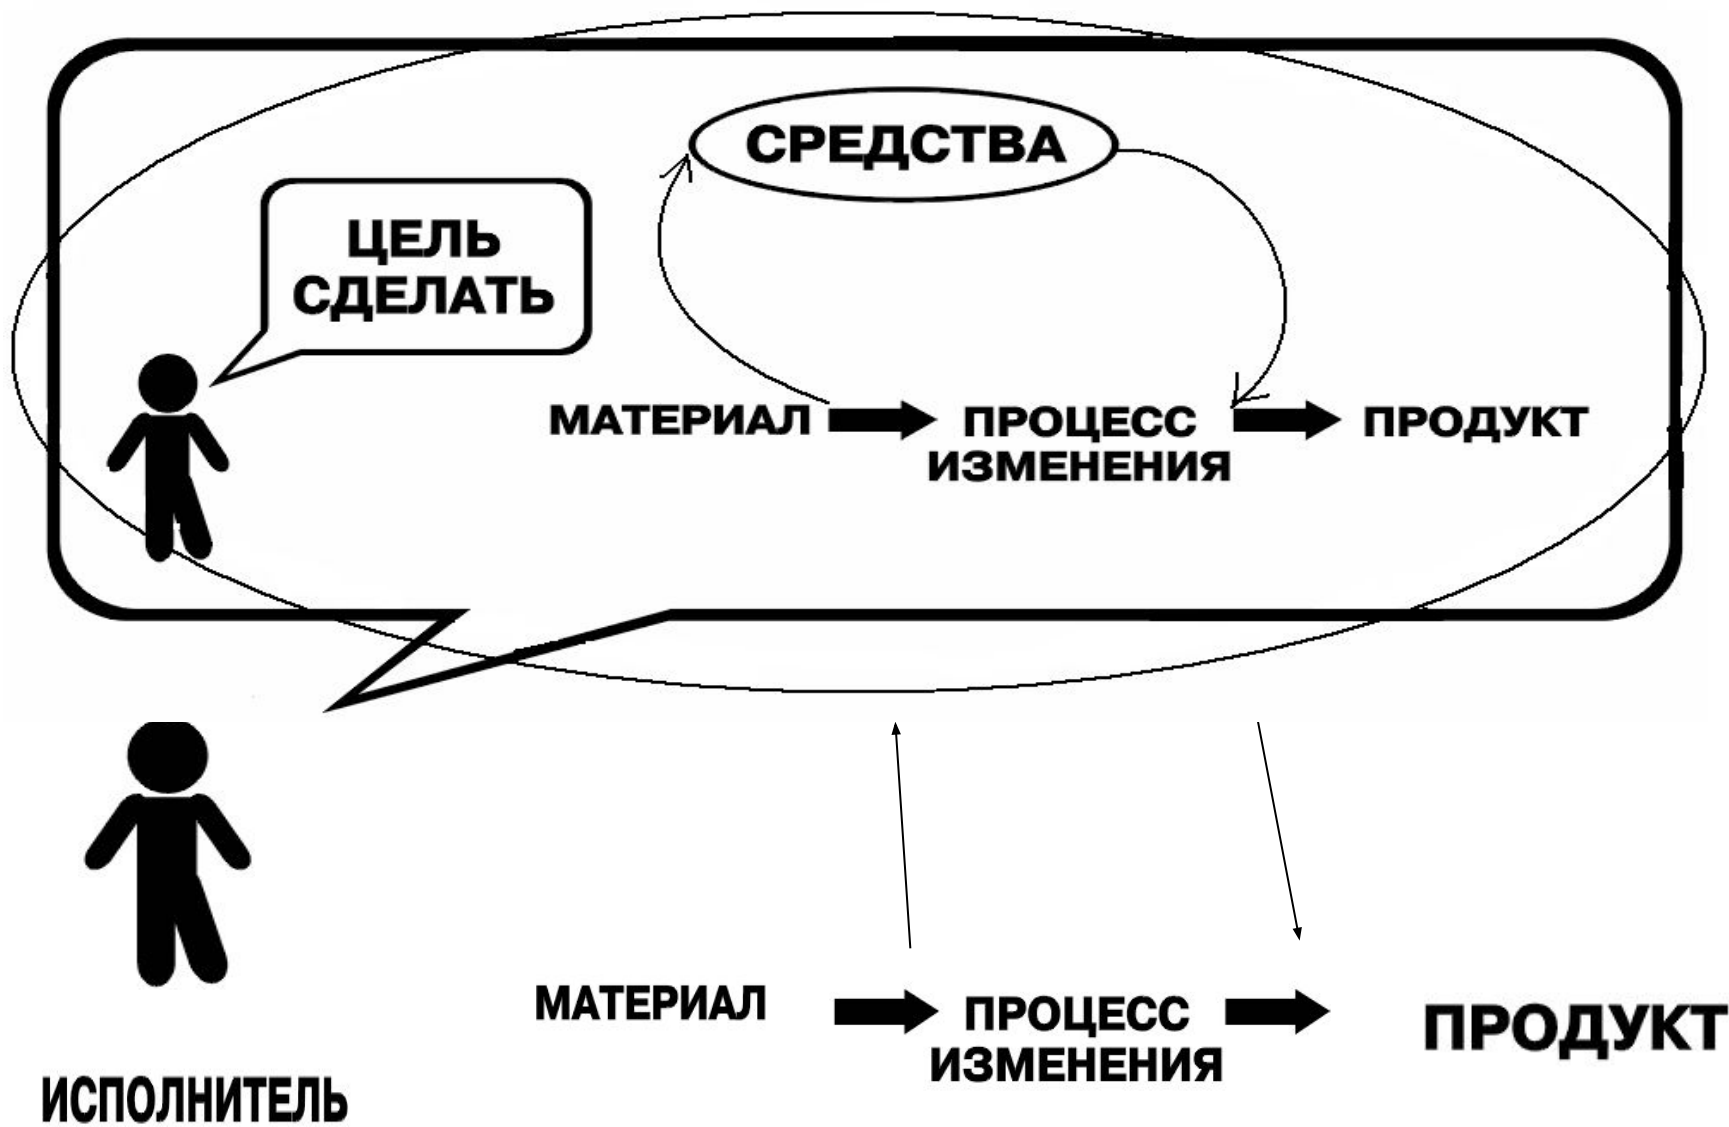 СРЕДСТВА
ЦЕЛЬ
СДЕЛАТЬ
МАТЕРИАЛ ПРОЦЕСС ПРОДУКТ
ИЗМЕНЕНИЯ
МАТЕРИАЛ ПРОЦЕСС ПРОДУКТ
ИЗМЕНЕНИЯ
ИСПОЛНИТЕЛЬ